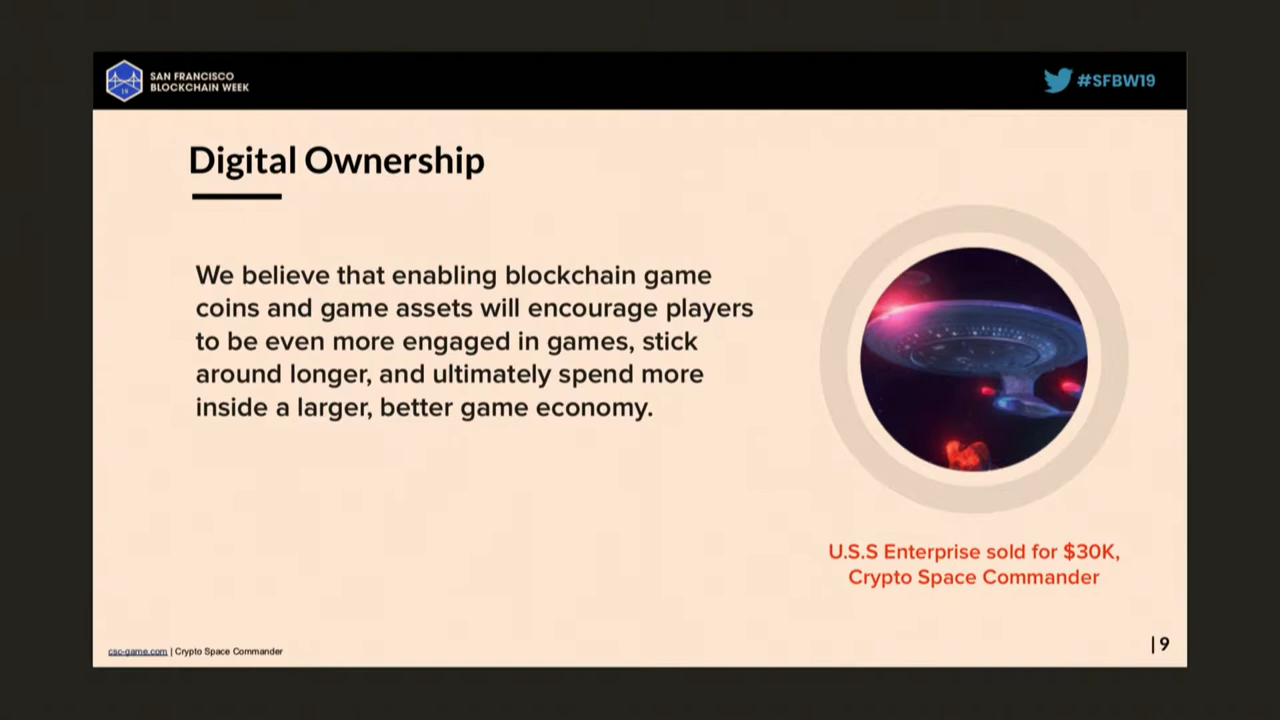 SAN FRANCISCO
BLOCKCHAIN WEEK
19
#SFBW19
Digital Ownership
We believe that enabling blockchain game
coins and game assets will encourage players
to be even more engaged in games, stick
around longer, and ultimately spend more
inside a larger, better game economy.
U.S.S Enterprise sold for $30K,
Crypto Space Commander
csc-game.com | Crypto Space Commander
| 9